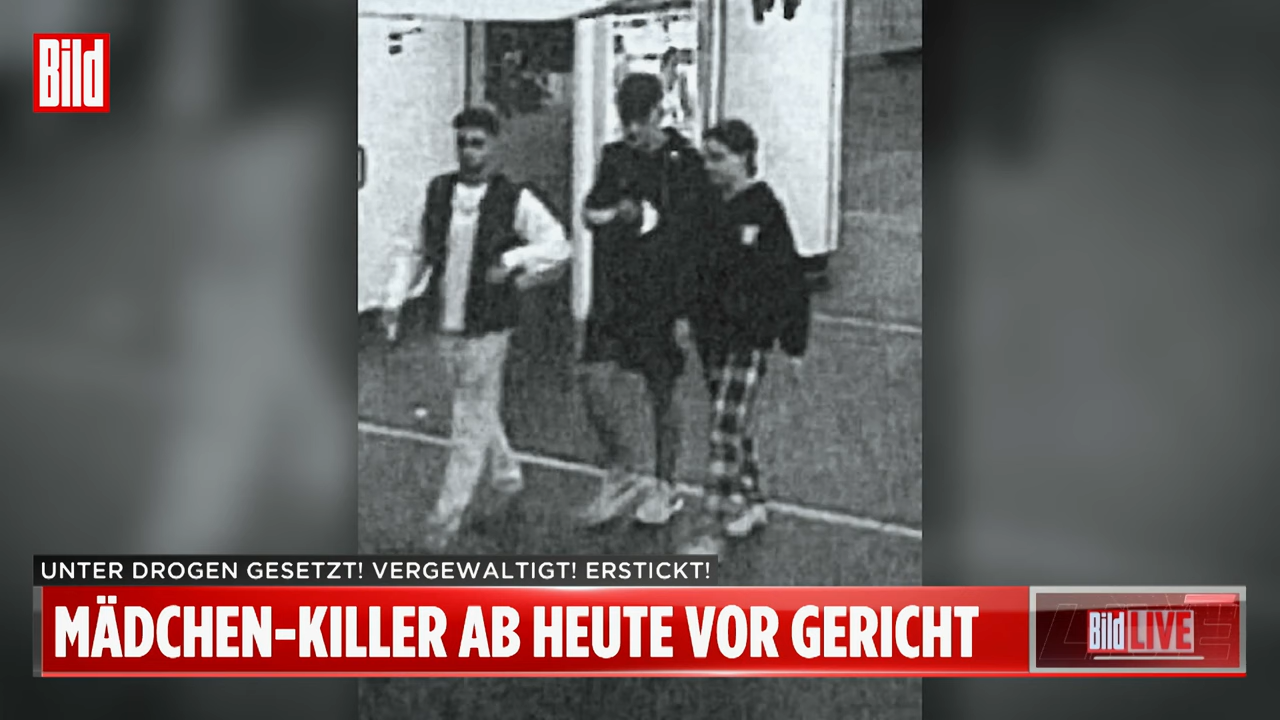 Bild
UNTER DROGEN GESETZT! VERGEWALTIGT! ERSTICKT!
MÄDCHEN-KILLER AB HEUTE VOR GERICHT
Bild LIVE